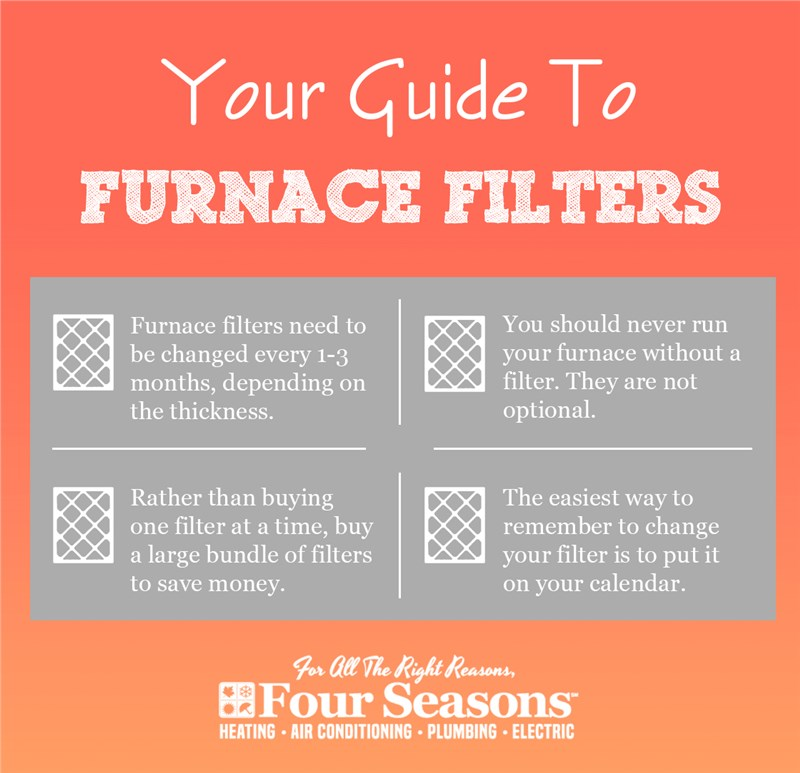 Your Guide To
FURNACE FILTERS
Furnace filters need to
be changed every 1-3
months, depending on
the thickness.
You should never run
your furnace without a
filter. They are not
optional.
Rather than buying
one filter at a time, buy
a large bundle of filters
to save money.
The easiest way to
remember to change
your filter is to put it
on your calendar.
For All The Right Reasons,
Four Seasons
HEATING • AIR CONDITIONING • PLUMBING • ELECTRIC